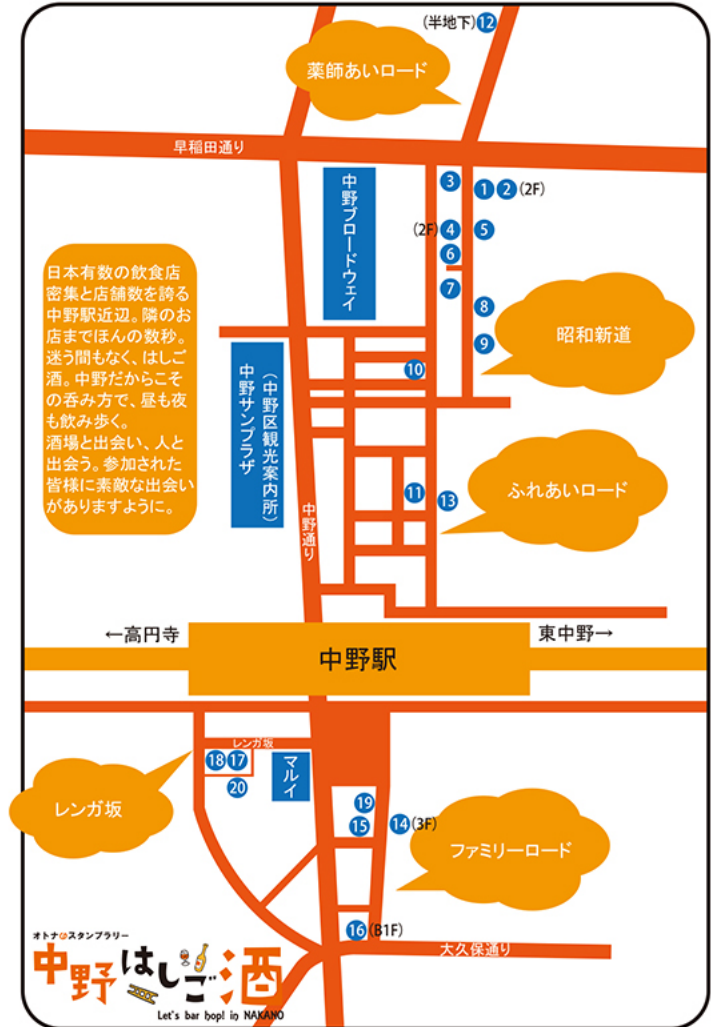 (半地下)⑫
薬師あいロード
早稲田通り
③
①②(2F)
中野ブロードウェイ
(2F)④
⑤
⑥
⑦
⑧
⑨
昭和新道
日本有数の飲食店
密集と店舗数を誇る
中野駅近辺。隣のお
店までほんの数秒。
迷う間もなく、はしご
酒。中野だからこそ
の呑み方で、昼も夜
も飲み歩く。
酒場と出会い、人と
出会う。参加された
皆様に素敵な出会い
がありますように。
⑩
(中野区観光案内所)
中野サンプラザ
⑪
⑬
ふれあいロード
中野通り
←高円寺
東中野→
中野駅
レンガ坂
⑱⑰
⑳
マルイ
レンガ坂
⑲
⑮
⑭(3F)
ファミリーロード
⑯(B1F)
大久保通り
オトナなスタンプラリー
中野はしご酒
Let's bar hop! in NAKANO